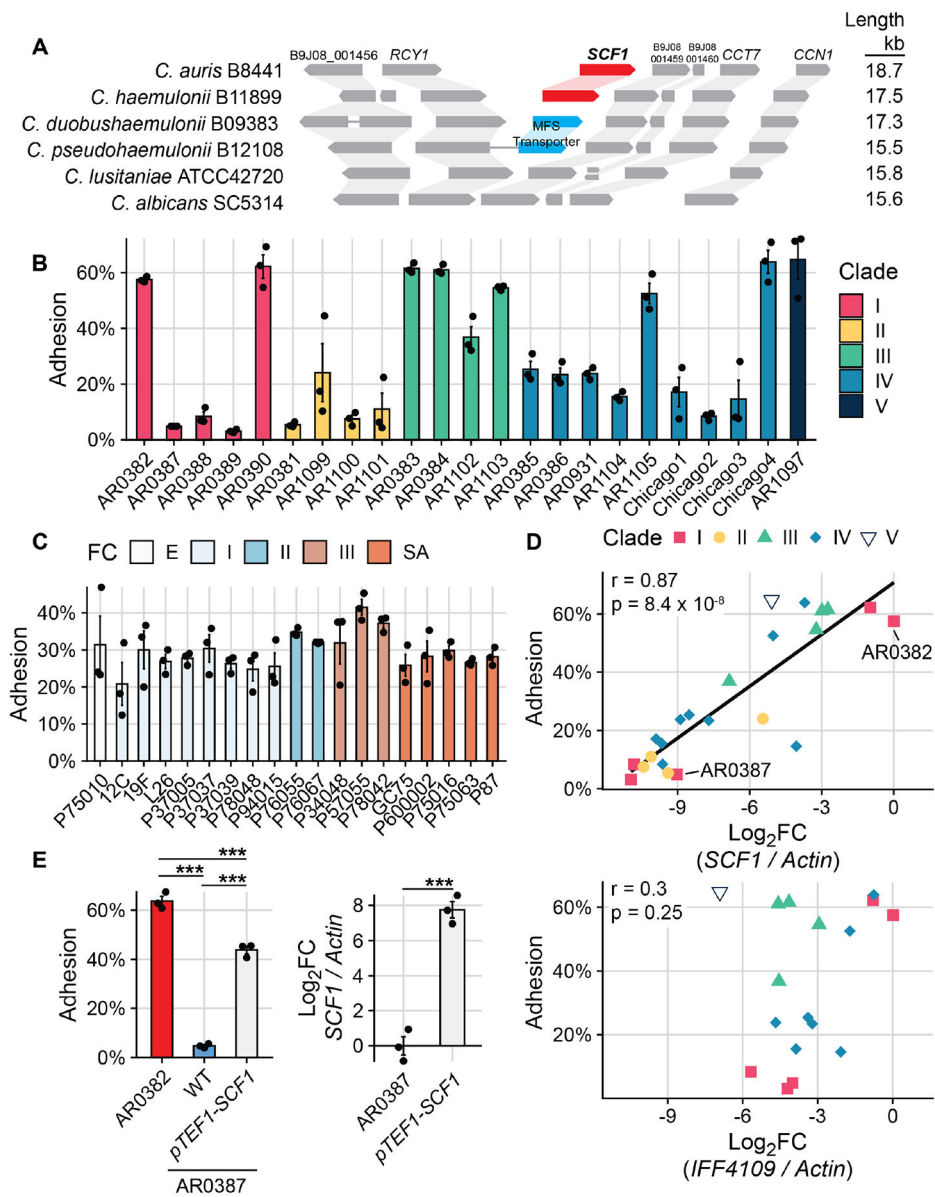 A
Length
kb
B9J08_001456
RCY1
SCF1
B9J08
001459
B9J08
001460
CCT7
CCN1
C. auris B8441
18.7
C. haemulonii B11899
17.5
C. duobushaemulonii B09383
17.3
MFS
Transporter
C. pseudohaemulonii B12108
15.5
C. lusitaniae ATCC42720
15.8
C. albicans SC5314
15.6
B
Adhesion
60%
40%
20%
0%
AR0382
AR0387
AR0388
AR0389
AR0390
AR0381
AR1099
AR1100
AR1101
AR0383
AR0384
AR1102
AR1103
AR0385
AR0386
AR0931
AR1104
AR1105
Chicago1
Chicago2
Chicago3
Chicago4
AR1097
Clade
I
II
III
IV
V
C
FC E I II III SA
Adhesion
40%
30%
20%
10%
0%
P75010
12C
19F
L26
P37005
P37037
P37039
P78048
P94015
P76055
P76067
P34048
P57055
P78042
GC75
P60002
P75016
P75063
P87
D
Clade I II III IV V
r = 0.87
p = 8.4 x 10⁻⁸
Adhesion
60%
40%
20%
0%
AR0382
AR0387
-9 -6 -3 0
Log₂FC
(SCF1 / Actin)
r = 0.3
p = 0.25
Adhesion
60%
40%
20%
-9 -6 -3 0
Log₂FC
(IFF4109 / Actin)
E
***
*** ***
Adhesion
60%
40%
20%
0%
AR0382
WT
pTEF1-SCF1
AR0387
***
Log₂FC
SCF1 / Actin
8
6
4
2
0
AR0387
pTEF1-SCF1